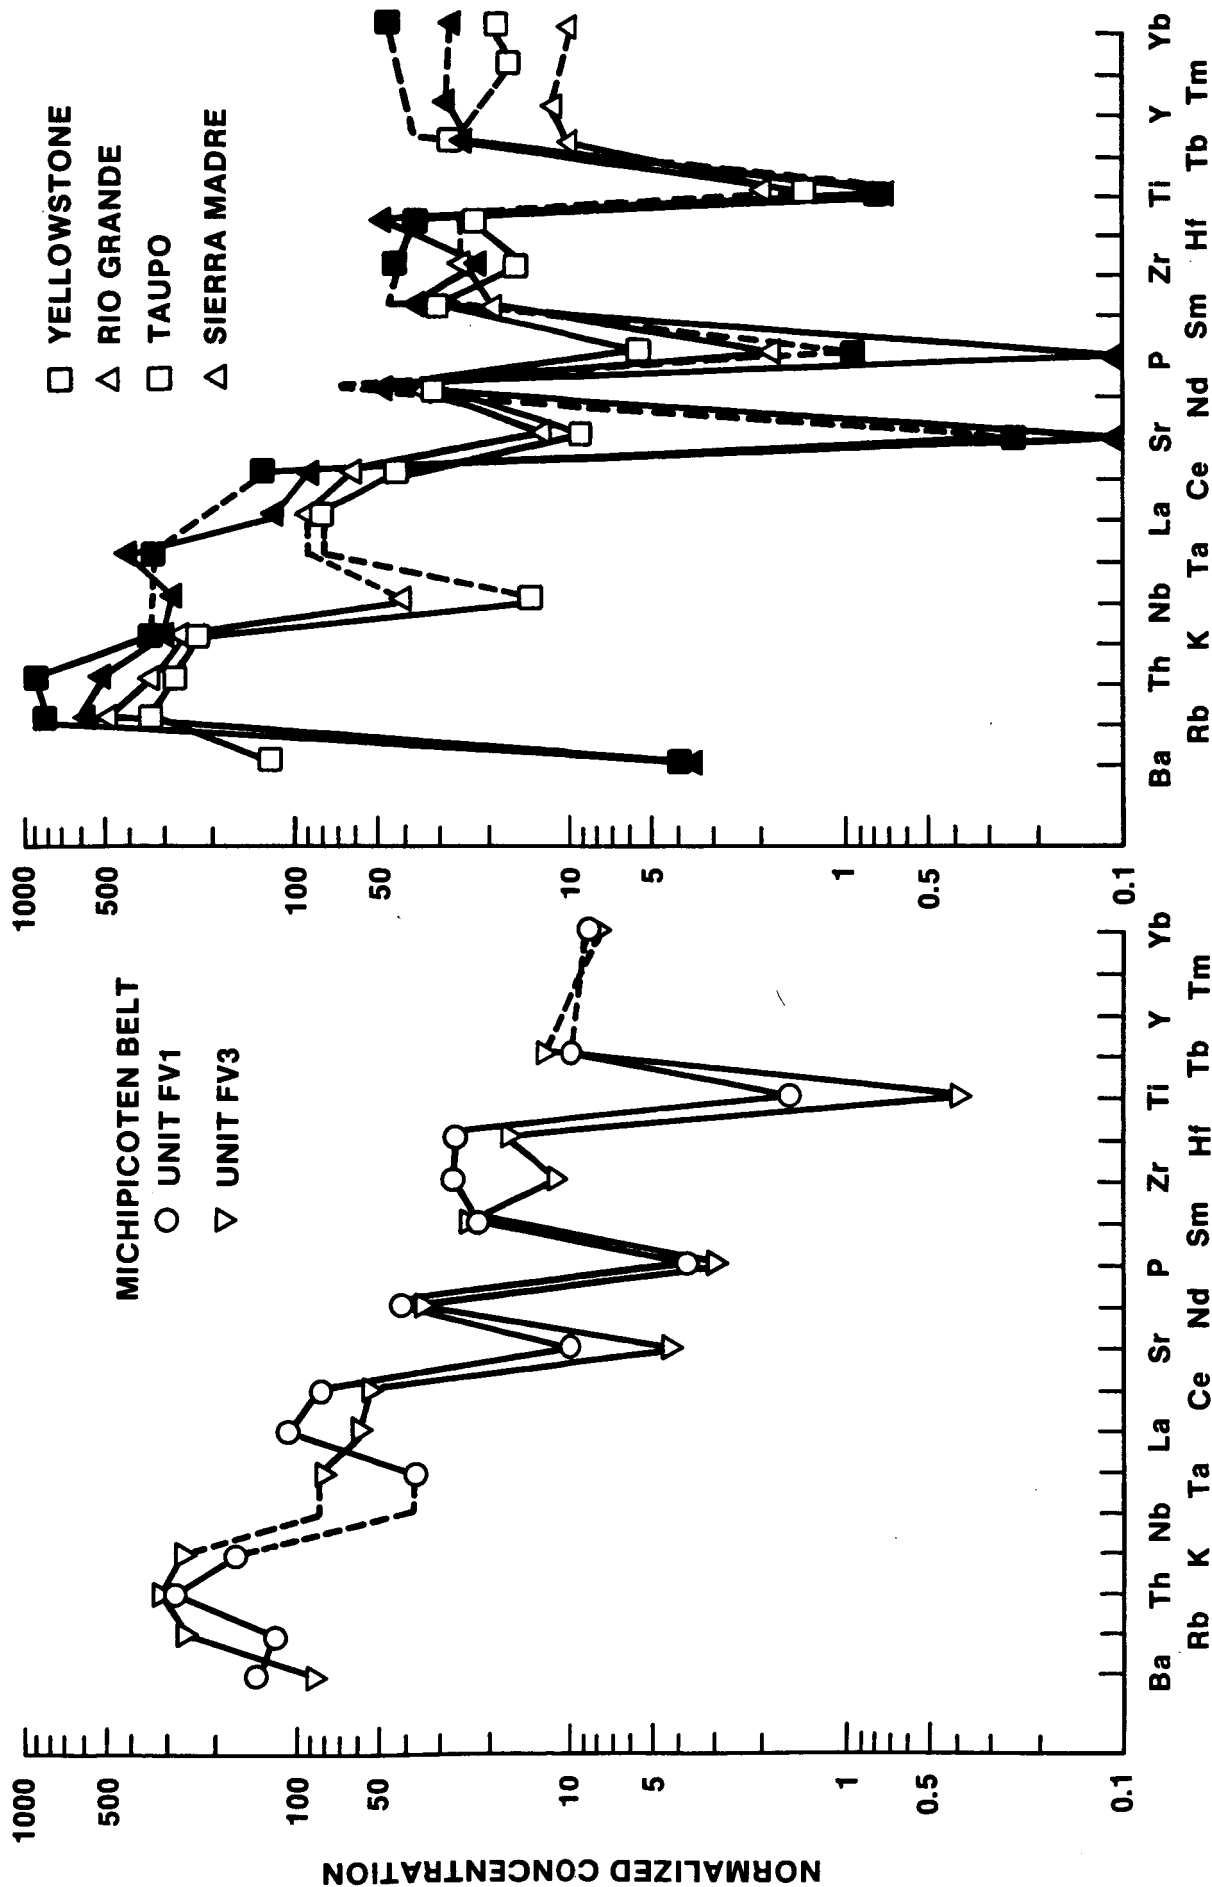 NORMALIZED CONCENTRATION
1000
500
100
50
10
5
1
0.5
0.1
MICHIPICOTEN BELT
UNIT FV1
UNIT FV3
Ba Rb Th K Nb Ta La Ce Sr Nd P Sm Zr Hf Ti Tb Y Tm Yb
1000
500
100
50
10
5
1
0.5
0.1
YELLOWSTONE
RIO GRANDE
TAUPO
SIERRA MADRE
Ba Rb Th K Nb Ta La Ce Sr Nd P Sm Zr Hf Ti Tb Y Tm Yb